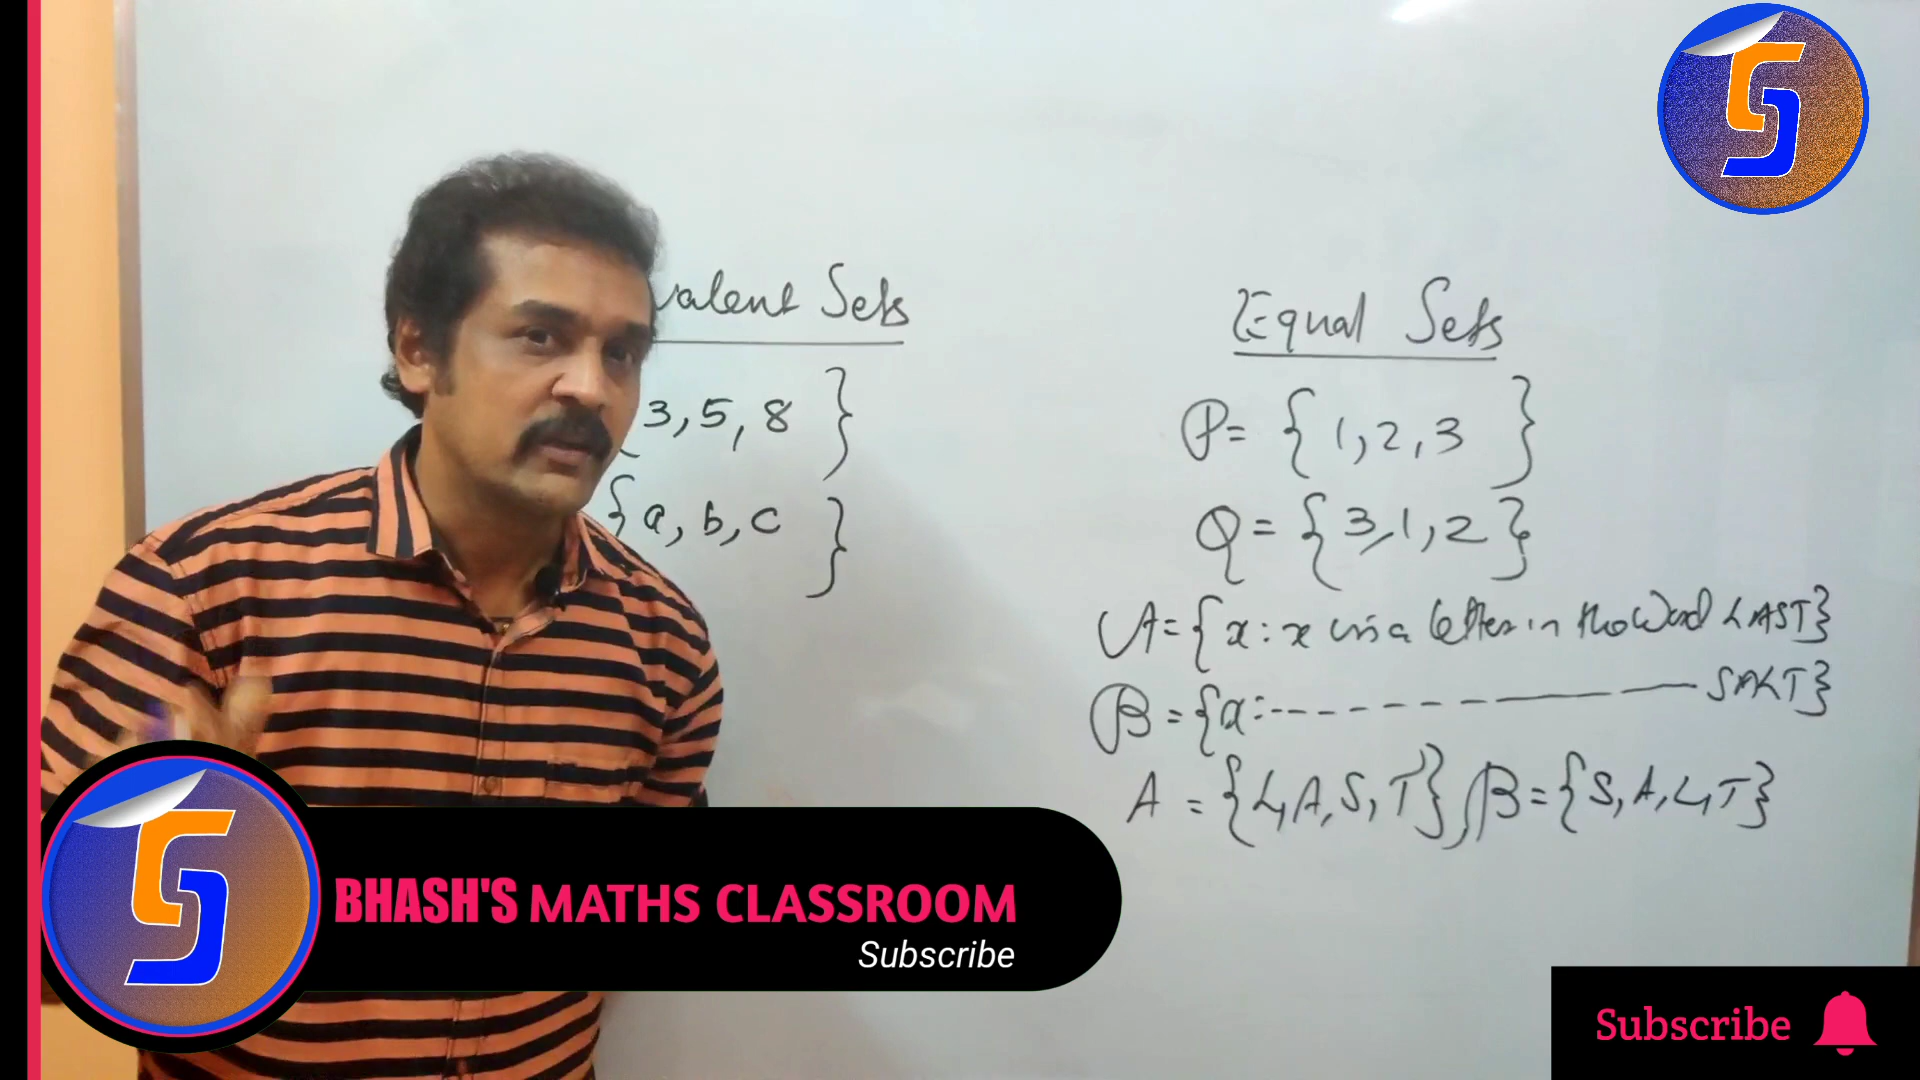 valent Sets
3, 5, 8 }
{ a, b, c }
Equal Sets
P = { 1, 2, 3 }
Q = { 3, 1, 2 }
A = { x : x is a letter in the word LAST}
B = {x: - - - - - - - SALT}
A = {L, A, S, T}, B = {S, A, L, T}
BHASH'S MATHS CLASSROOM
Subscribe
Subscribe